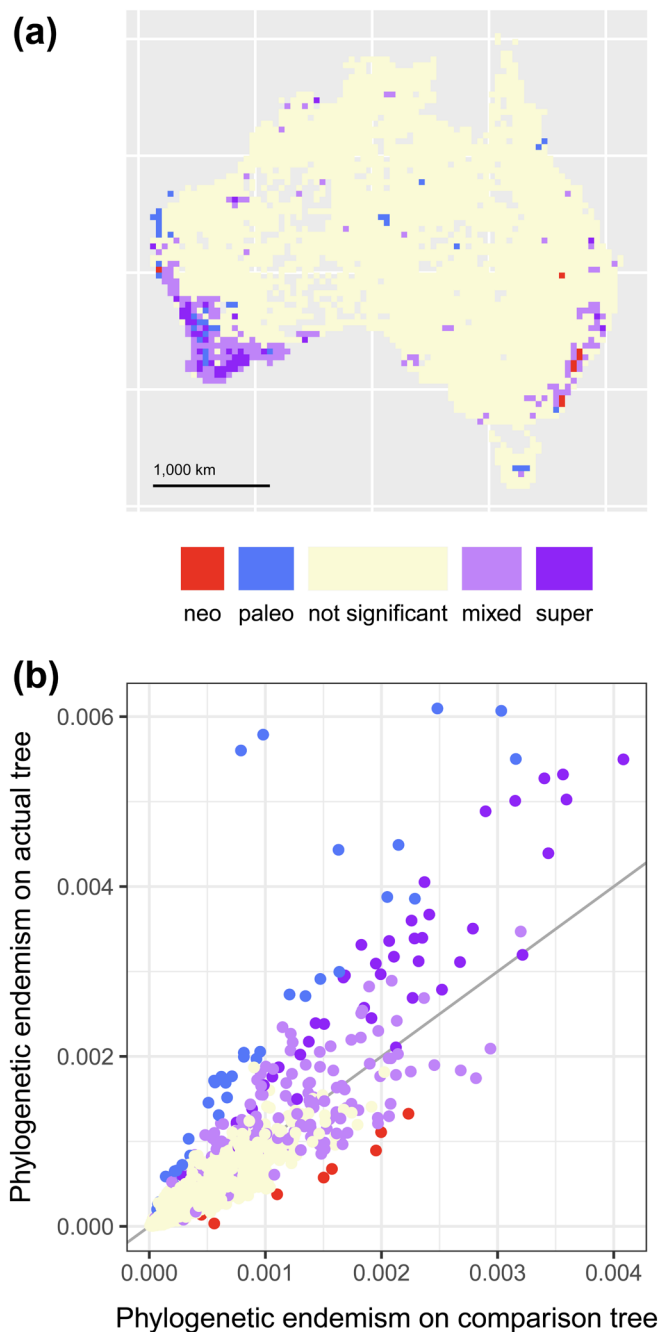 (a)
1,000 km
neo paleo not significant mixed super
(b)
Phylogenetic endemism on actual tree
0.006
0.004
0.002
0.000
0.000 0.001 0.002 0.003 0.004
Phylogenetic endemism on comparison tree